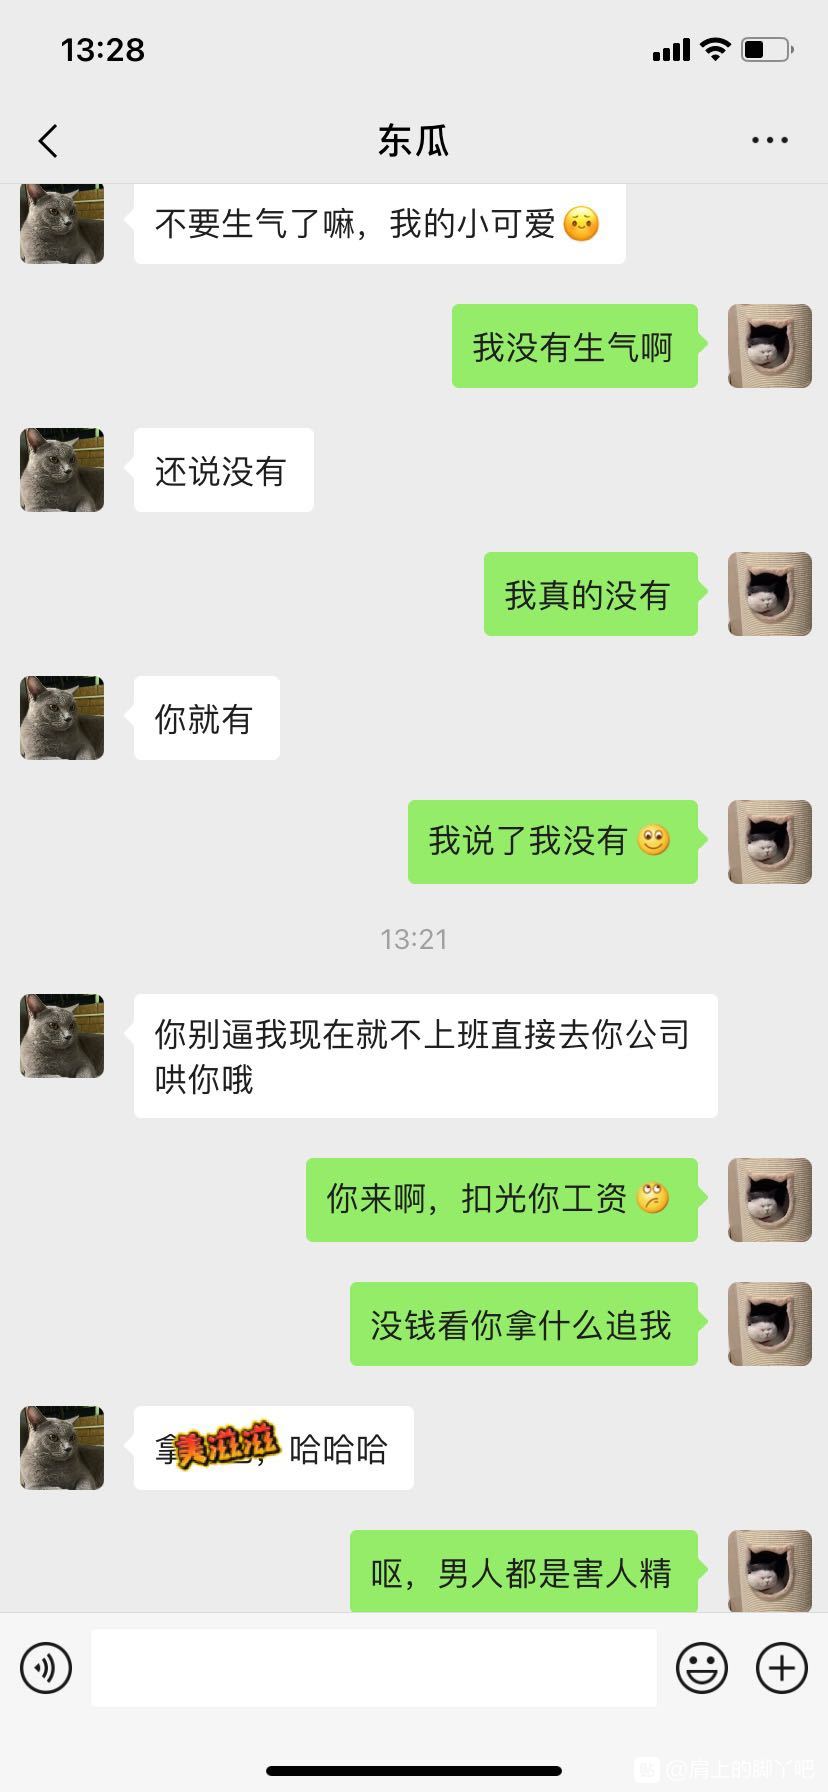 13:28
东瓜
不要生气了嘛，我的小可爱
我没有生气啊
还说没有
我真的没有
你就有
我说了我没有
13:21
你别逼我现在就不上班直接去你公司
哄你哦
你来啊，扣光你工资
没钱看你拿什么追我
拿美滋滋，哈哈哈
呕，男人都是害人精
贴 @肩上的脚丫吧